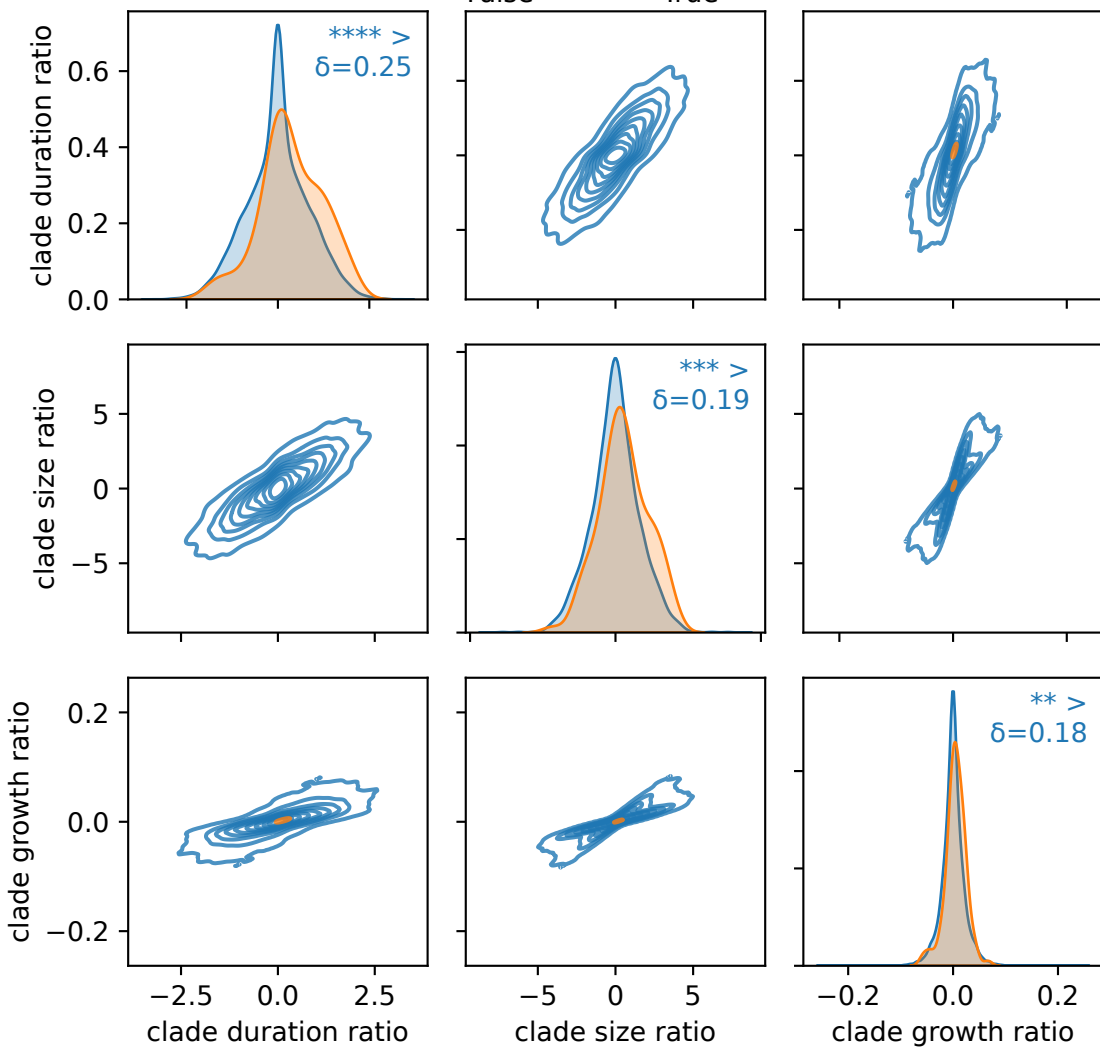 True
clade duration ratio
0.6
0.4
0.2
0.0
**** >
δ=0.25
clade size ratio
5
0
−5
*** >
δ=0.19
clade growth ratio
0.2
0.0
−0.2
** >
δ=0.18
−2.5 0.0 2.5
−5 0 5
−0.2 0.0 0.2
clade duration ratio
clade size ratio
clade growth ratio